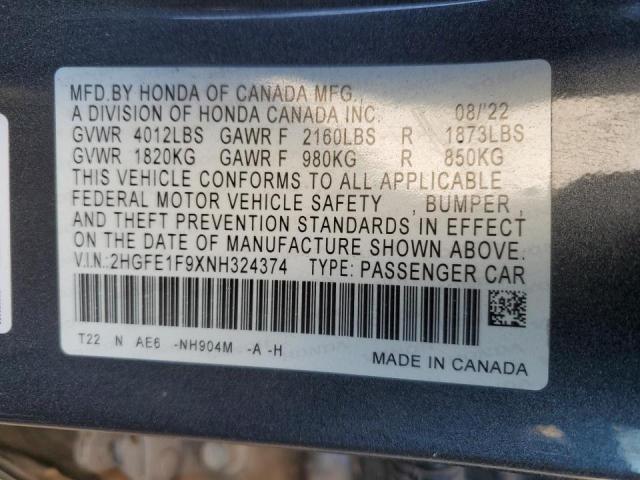 MFD.BY HONDA OF CANADA MFG.,
A DIVISION OF HONDA CANADA INC. 08/'22
GVWR 4012LBS GAWR F 2160LBS R 1873LBS
GVWR 1820KG GAWR F 980KG R 850KG
THIS VEHICLE CONFORMS TO ALL APPLICABLE
FEDERAL MOTOR VEHICLE SAFETY , BUMPER ,
AND THEFT PREVENTION STANDARDS IN EFFECT
ON THE DATE OF MANUFACTURE SHOWN ABOVE.
V.I.N.:2HGFE1F9XNH324374 TYPE: PASSENGER CAR
T22 N AE6 -NH904M -A -H
MADE IN CANADA